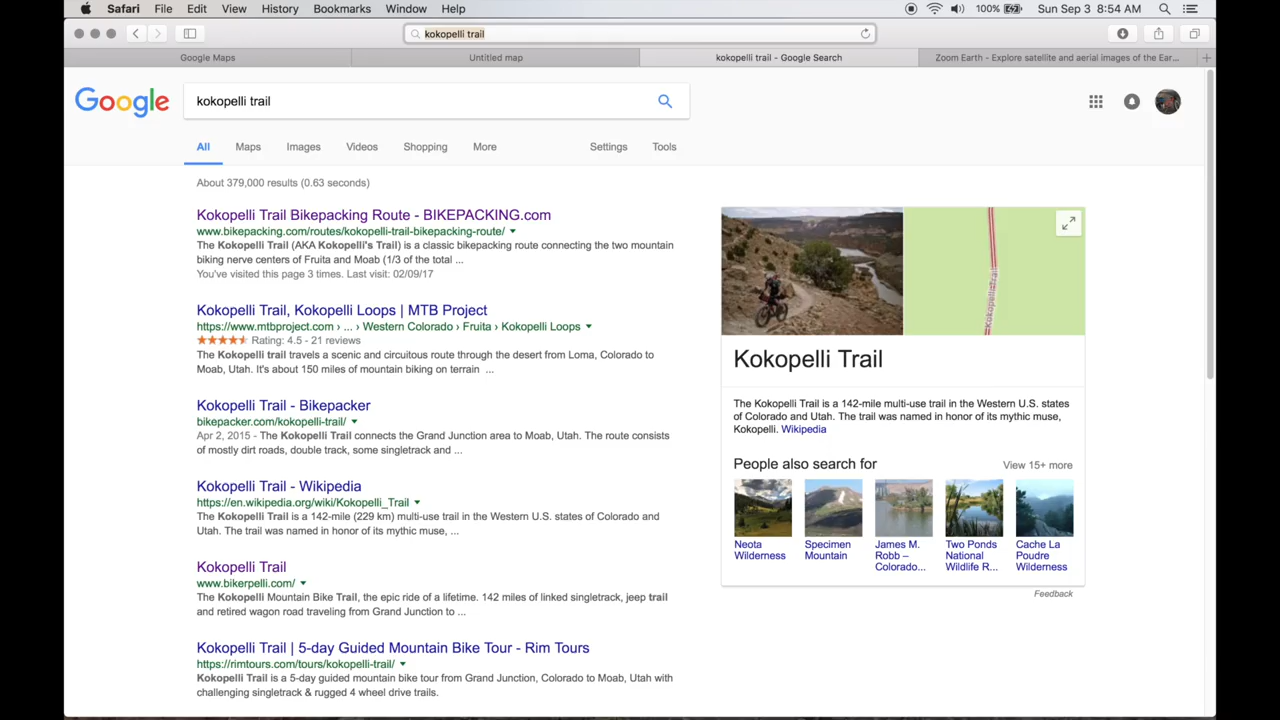 Safari File Edit View History Bookmarks Window Help 100% Sun Sep 3 8:54 AM
kokopelli trail
Google Maps Untitled map kokopelli trail - Google Search Zoom Earth - Explore satellite and aerial images of the Ear...
Google kokopelli trail
All Maps Images Videos Shopping More Settings Tools
About 379,000 results (0.63 seconds)
Kokopelli Trail Bikepacking Route - BIKEPACKING.com
www.bikepacking.com/routes/kokopelli-trail-bikepacking-route/
The Kokopelli Trail (AKA Kokopelli's Trail) is a classic bikepacking route connecting the two mountain
biking nerve centers of Fruita and Moab (1/3 of the total ...
You've visited this page 3 times. Last visit: 02/09/17
Kokopelli Trail, Kokopelli Loops | MTB Project
https://www.mtbproject.com › ... › Western Colorado › Fruita › Kokopelli Loops
Rating: 4.5 - 21 reviews
The Kokopelli trail travels a scenic and circuitous route through the desert from Loma, Colorado to
Moab, Utah. It's about 150 miles of mountain biking on terrain ...
Kokopelli Trail - Bikepacker
bikepacker.com/kokopelli-trail/
Apr 2, 2015 - The Kokopelli Trail connects the Grand Junction area to Moab, Utah. The route consists
of mostly dirt roads, double track, some singletrack and ...
Kokopelli Trail - Wikipedia
https://en.wikipedia.org/wiki/Kokopelli_Trail
The Kokopelli Trail is a 142-mile (229 km) multi-use trail in the Western U.S. states of Colorado and
Utah. The trail was named in honor of its mythic muse, ...
Kokopelli Trail
www.bikerpelli.com/
The Kokopelli Mountain Bike Trail, the epic ride of a lifetime. 142 miles of linked singletrack, jeep trail
and retired wagon road traveling from Grand Junction to ...
Kokopelli Trail | 5-day Guided Mountain Bike Tour - Rim Tours
https://rimtours.com/tours/kokopelli-trail/
Kokopelli Trail is a 5-day guided mountain bike tour from Grand Junction, Colorado to Moab, Utah with
challenging singletrack & rugged 4 wheel drive trails.
Kokopelli Trail
Kokopelli Trail
The Kokopelli Trail is a 142-mile multi-use trail in the Western U.S. states
of Colorado and Utah. The trail was named in honor of its mythic muse,
Kokopelli. Wikipedia
People also search for View 15+ more
Neota Specimen James M. Two Ponds Cache La
Wilderness Mountain Robb – National Poudre
Colorado... Wildlife R... Wilderness
Feedback